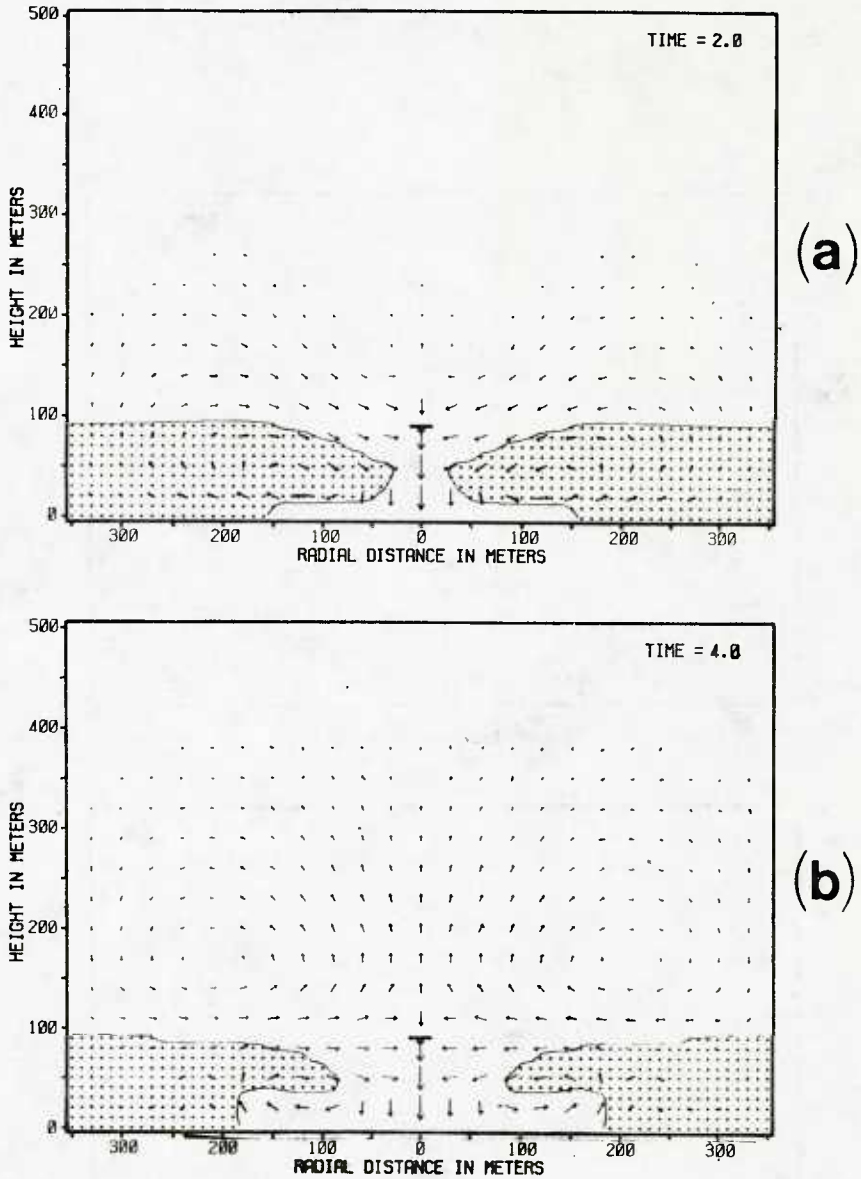 500
TIME = 2.0
400
300
200
100
0
HEIGHT IN METERS
300 200 100 0 100 200 300
RADIAL DISTANCE IN METERS
(a)
500
TIME = 4.0
400
300
200
100
0
HEIGHT IN METERS
300 200 100 0 100 200 300
RADIAL DISTANCE IN METERS
(b)